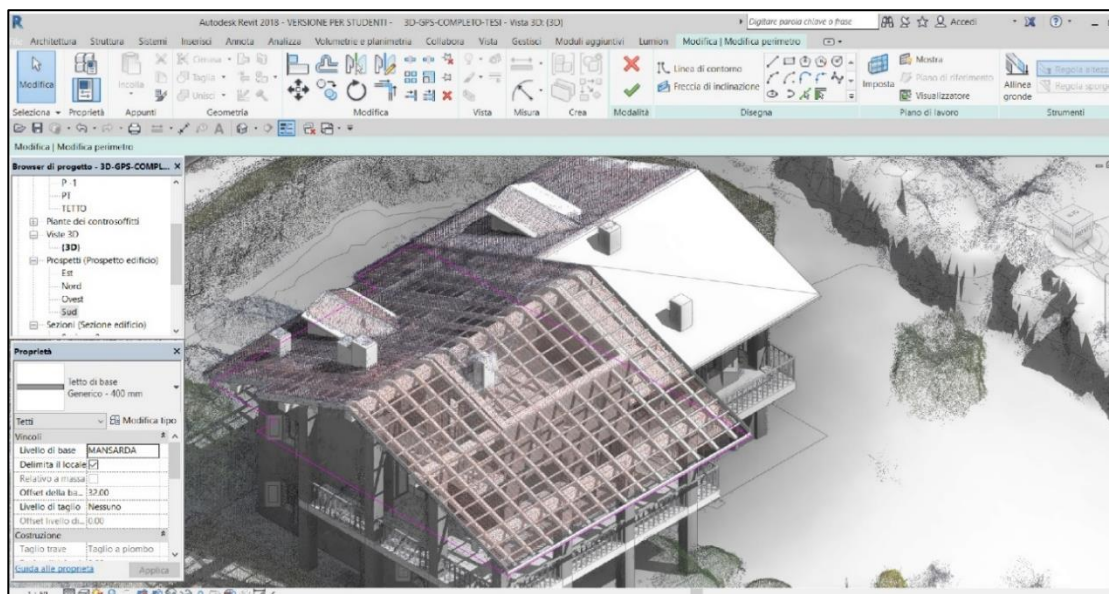 Autodesk Revit 2018 - VERSIONE PER STUDENTI - 3D-GPS-COMPLETO-TESI - Vista 3D: {3D}
Digitare parola chiave o frase
Accedi
Architettura Struttura Sistemi Inserisci Annota Analizza Volumetrie e planimetria Collabora Vista Gestisci Moduli aggiuntivi Lumion Modifica | Modifica perimetro
Modifica
Incolla
Cimasa
Taglia
Unisci
Linea di contorno
Freccia di inclinazione
Imposta
Mostra
Piano di riferimento
Visualizzatore
Allinea gronde
Seleziona Proprietà Appunti Geometria Modifica Vista Misura Crea Modalità Disegna Piano di lavoro Strumenti
Modifica | Modifica perimetro
Browser di progetto - 3D-GPS-COMPL...
P -1
PT
TETTO
Piante dei controsoffitti
Viste 3D
{3D}
Prospetti (Prospetto edificio)
Est
Nord
Ovest
Sud
Sezioni (Sezione edificio)
Proprietà
Tetto di base
Generico - 400 mm
Tetti
Modifica tipo
Vincoli
Livello di base MANSARDA
Delimita il locale
Relativo a massa
Offset della ba... 32.00
Livello di taglio Nessuno
Offset livello di... 0.00
Costruzione
Taglio trave Taglio a piombo
Guida alle proprietà
Applica